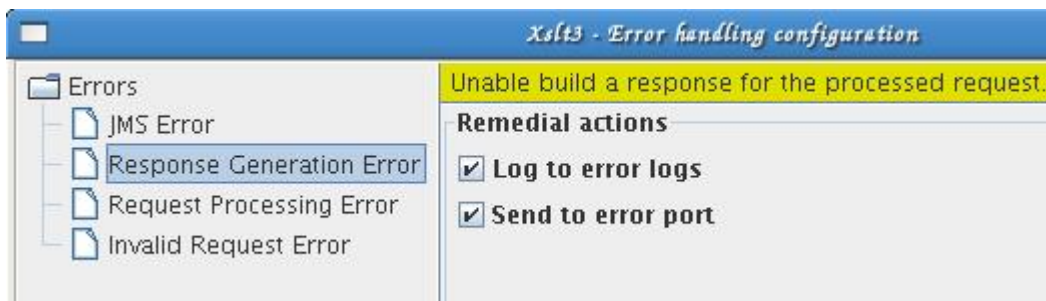 Xslt3 - Error handling configuration
Errors
JMS Error
Response Generation Error
Request Processing Error
Invalid Request Error
Unable build a response for the processed request.
Remedial actions
Log to error logs
Send to error port